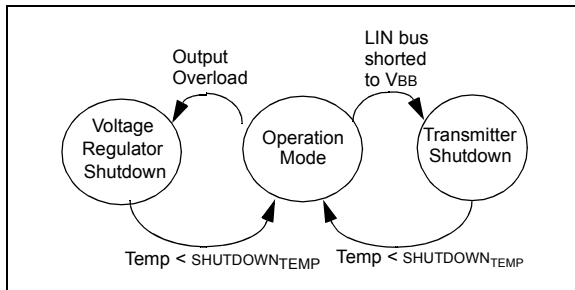 Output
Overload
LIN bus
shorted
to VBB
Voltage
Regulator
Shutdown
Operation
Mode
Transmitter
Shutdown
Temp < SHUTDOWNTEMP
Temp < SHUTDOWNTEMP